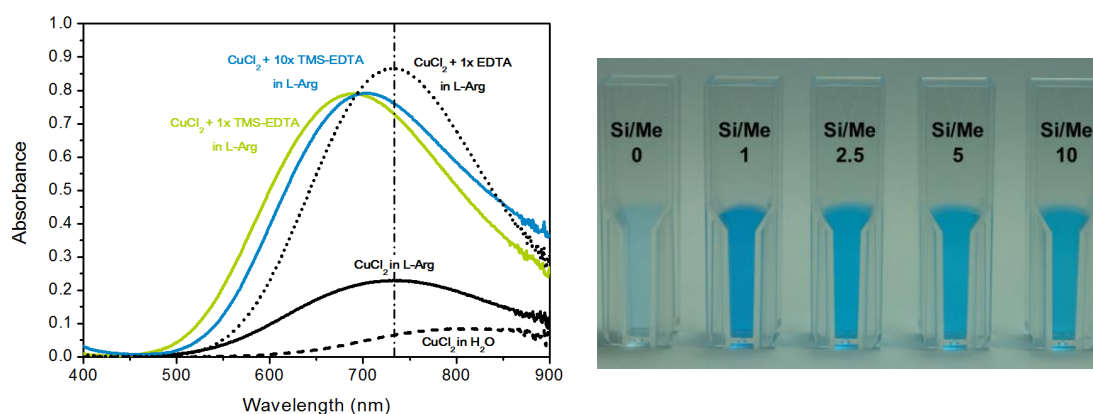 1.0
0.9
0.8
0.7
0.6
0.5
0.4
0.3
0.2
0.1
0.0
Absorbance
400
500
600
700
800
900
Wavelength (nm)
CuCl2 + 10x TMS-EDTA
in L-Arg
CuCl2 + 1x EDTA
in L-Arg
CuCl2 + 1x TMS-EDTA
in L-Arg
CuCl2 in L-Arg
CuCl2 in H2O
Si/Me
0
Si/Me
1
Si/Me
2.5
Si/Me
5
Si/Me
10